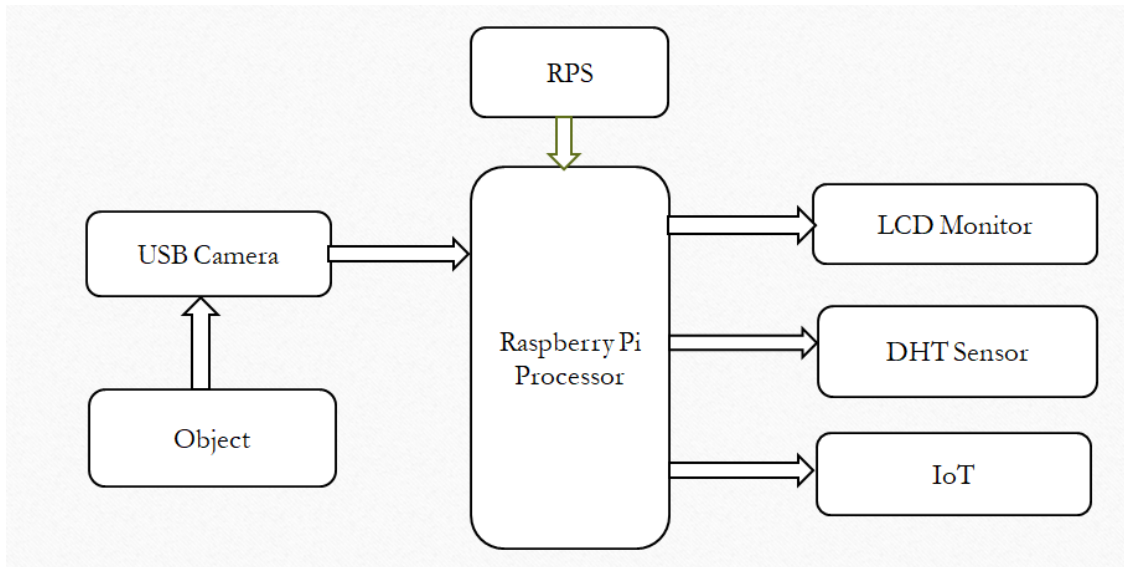 RPS
USB Camera
Object
Raspberry Pi
Processor
LCD Monitor
DHT Sensor
IoT